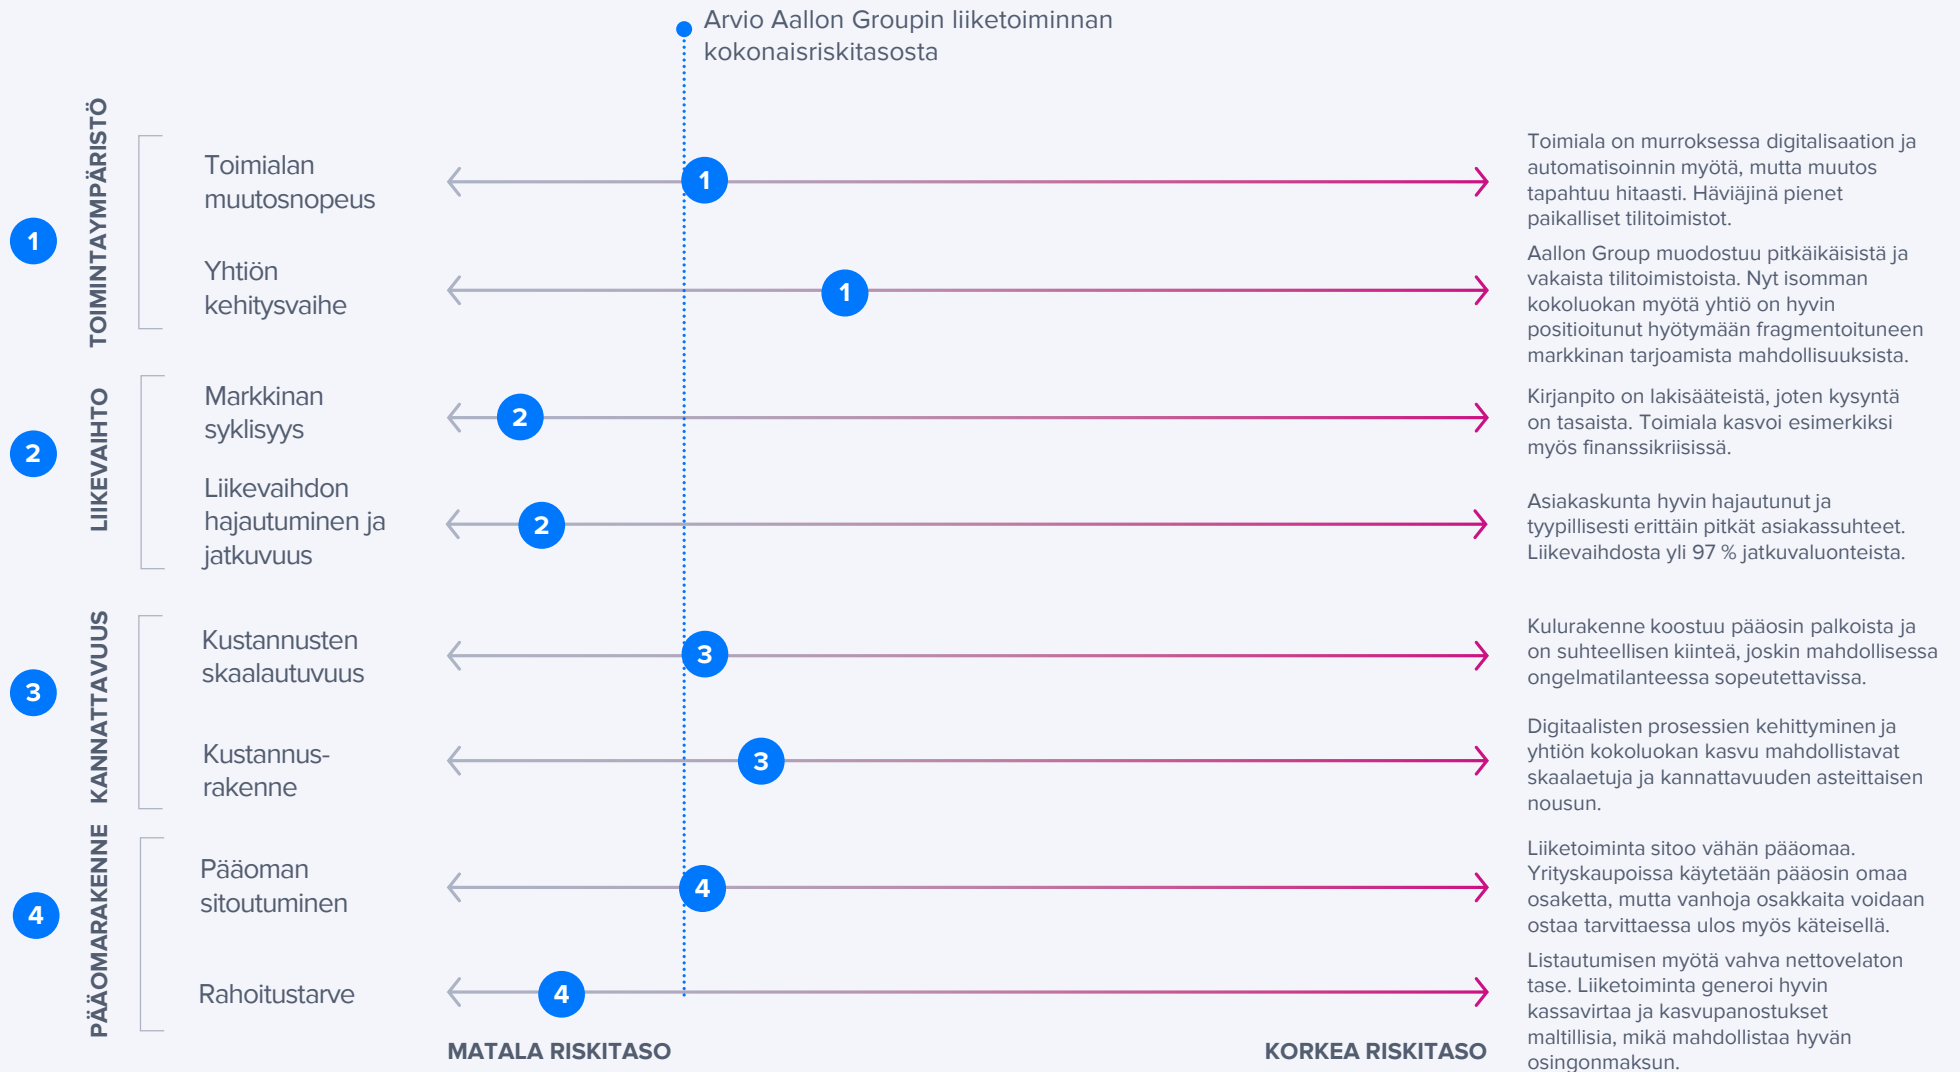 Arvio Aallon Groupin liiketoiminnan
kokonaisriskitasosta
1
TOIMINTAYMPÄRISTÖ
Toimialan
muutosnopeus
1
Toimiala on murroksessa digitalisaation ja
automatisoinnin myötä, mutta muutos
tapahtuu hitaasti. Häviäjinä pienet
paikalliset tilitoimistot.
Yhtiön
kehitysvaihe
1
Aallon Group muodostuu pitkäikäisistä ja
vakaista tilitoimistoista. Nyt isomman
kokoluokan myötä yhtiö on hyvin
positioitunut hyötymään fragmentoituneen
markkinan tarjoamista mahdollisuuksista.
2
LIIKEVAIHTO
Markkinan
syklisyys
2
Kirjanpito on lakisääteistä, joten kysyntä
on tasaista. Toimiala kasvoi esimerkiksi
myös finanssikriisissä.
Liikevaihdon
hajautuminen ja
jatkuvuus
2
Asiakaskunta hyvin hajautunut ja
tyypillisesti erittäin pitkät asiakassuhteet.
Liikevaihdosta yli 97 % jatkuvaluonteista.
3
KANNATTAVUUS
Kustannusten
skaalautuvuus
3
Kulurakenne koostuu pääosin palkoista ja
on suhteellisen kiinteä, joskin mahdollisessa
ongelmatilanteessa sopeutettavissa.
Kustannus-
rakenne
3
Digitaalisten prosessien kehittyminen ja
yhtiön kokoluokan kasvu mahdollistavat
skaalaetuja ja kannattavuuden asteittaisen
nousun.
4
PÄÄOMARAKENNE
Pääoman
sitoutuminen
4
Liiketoiminta sitoo vähän pääomaa.
Yrityskaupoissa käytetään pääosin omaa
osaketta, mutta vanhoja osakkaita voidaan
ostaa tarvittaessa ulos myös käteisellä.
Rahoitustarve
4
Listautumisen myötä vahva nettovelaton
tase. Liiketoiminta generoi hyvin
kassavirtaa ja kasvupanostukset
maltillisia, mikä mahdollistaa hyvän
osingonmaksun.
MATALA RISKITASO
KORKEA RISKITASO